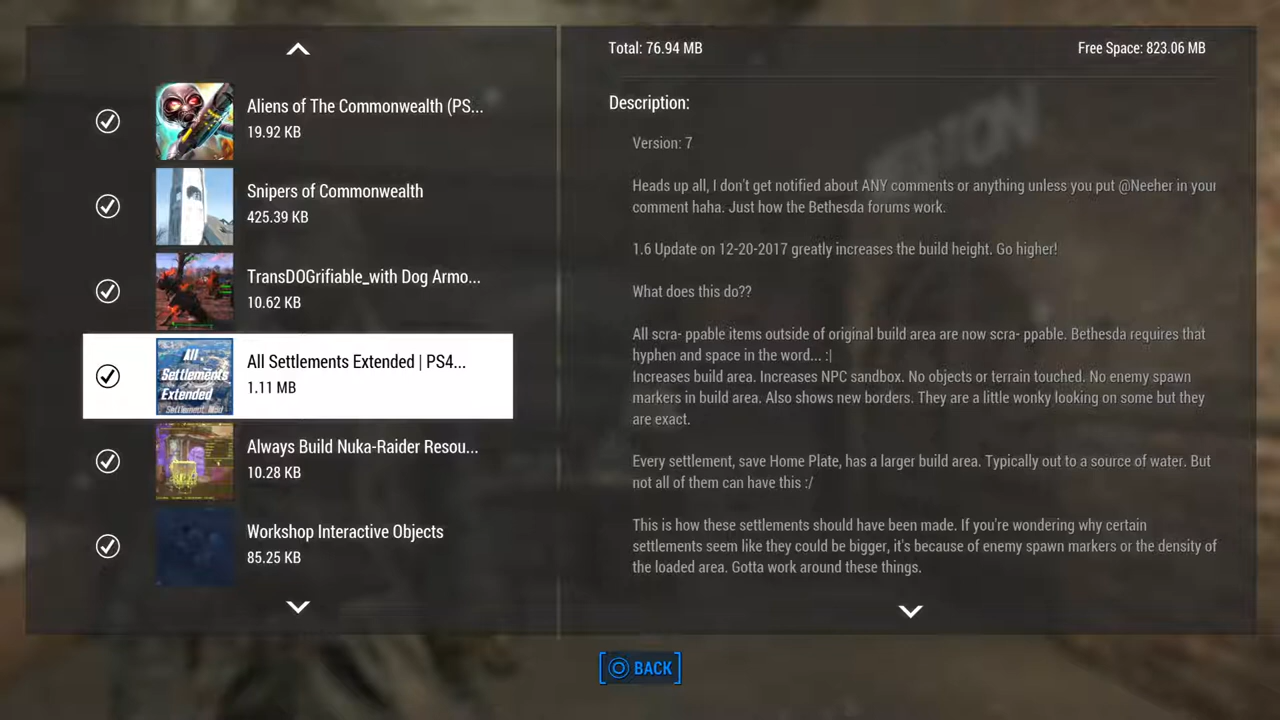 Total: 76.94 MB
Free Space: 823.06 MB
Aliens of The Commonwealth (PS...
19.92 KB
Snipers of Commonwealth
425.39 KB
TransDOGrifiable_with Dog Armo...
10.62 KB
All Settlements Extended | PS4...
1.11 MB
All
Settlements
Extended
Settlement Mod
Always Build Nuka-Raider Resou...
10.28 KB
Workshop Interactive Objects
85.25 KB
Description:
Version: 7
Heads up all, I don't get notified about ANY comments or anything unless you put @Neeher in your
comment haha. Just how the Bethesda forums work.
1.6 Update on 12-20-2017 greatly increases the build height. Go higher!
What does this do??
All scra- ppable items outside of original build area are now scra- ppable. Bethesda requires that
hyphen and space in the word... :|
Increases build area. Increases NPC sandbox. No objects or terrain touched. No enemy spawn
markers in build area. Also shows new borders. They are a little wonky looking on some but they
are exact.
Every settlement, save Home Plate, has a larger build area. Typically out to a source of water. But
not all of them can have this :/
This is how these settlements should have been made. If you're wondering why certain
settlements seem like they could be bigger, it's because of enemy spawn markers or the density of
the loaded area. Gotta work around these things.
BACK